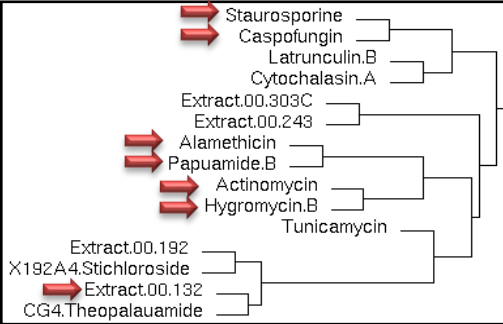 Staurosporine
Caspofungin
Latrunculin.B
Cytochalasin.A
Extract.00.303C
Extract.00.243
Alamethicin
Papuamide.B
Actinomycin
Hygromycin.B
Tunicamycin
Extract.00.192
X192A4.Stichloroside
Extract.00.132
CG4.Theopalauamide